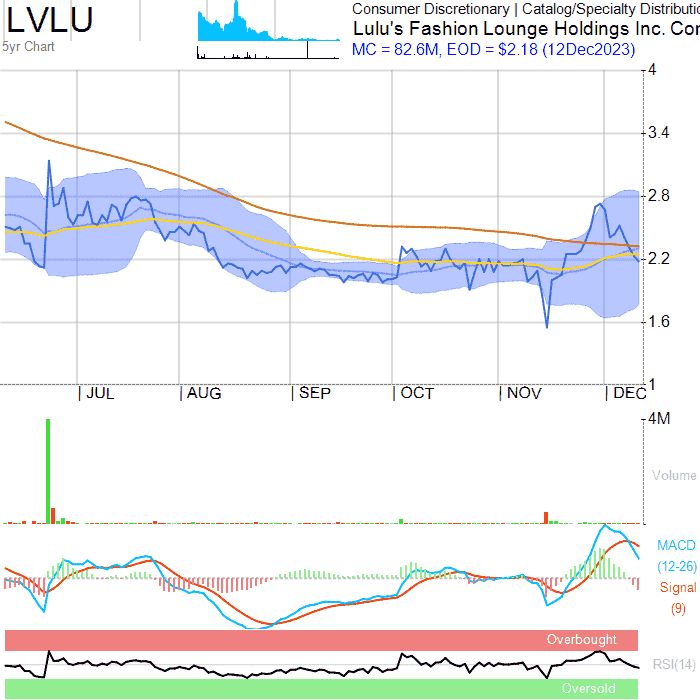 LVLU
5yr Chart
Consumer Discretionary | Catalog/Specialty Distributio
Lulu's Fashion Lounge Holdings Inc. Cor
MC = 82.6M, EOD = $2.18 (12Dec2023)
4
3.4
2.8
2.2
1.6
1
| JUL | AUG | SEP | OCT | NOV | DEC
4M
Volume
MACD
(12-26)
Signal
(9)
Overbought
RSI(14)
Oversold